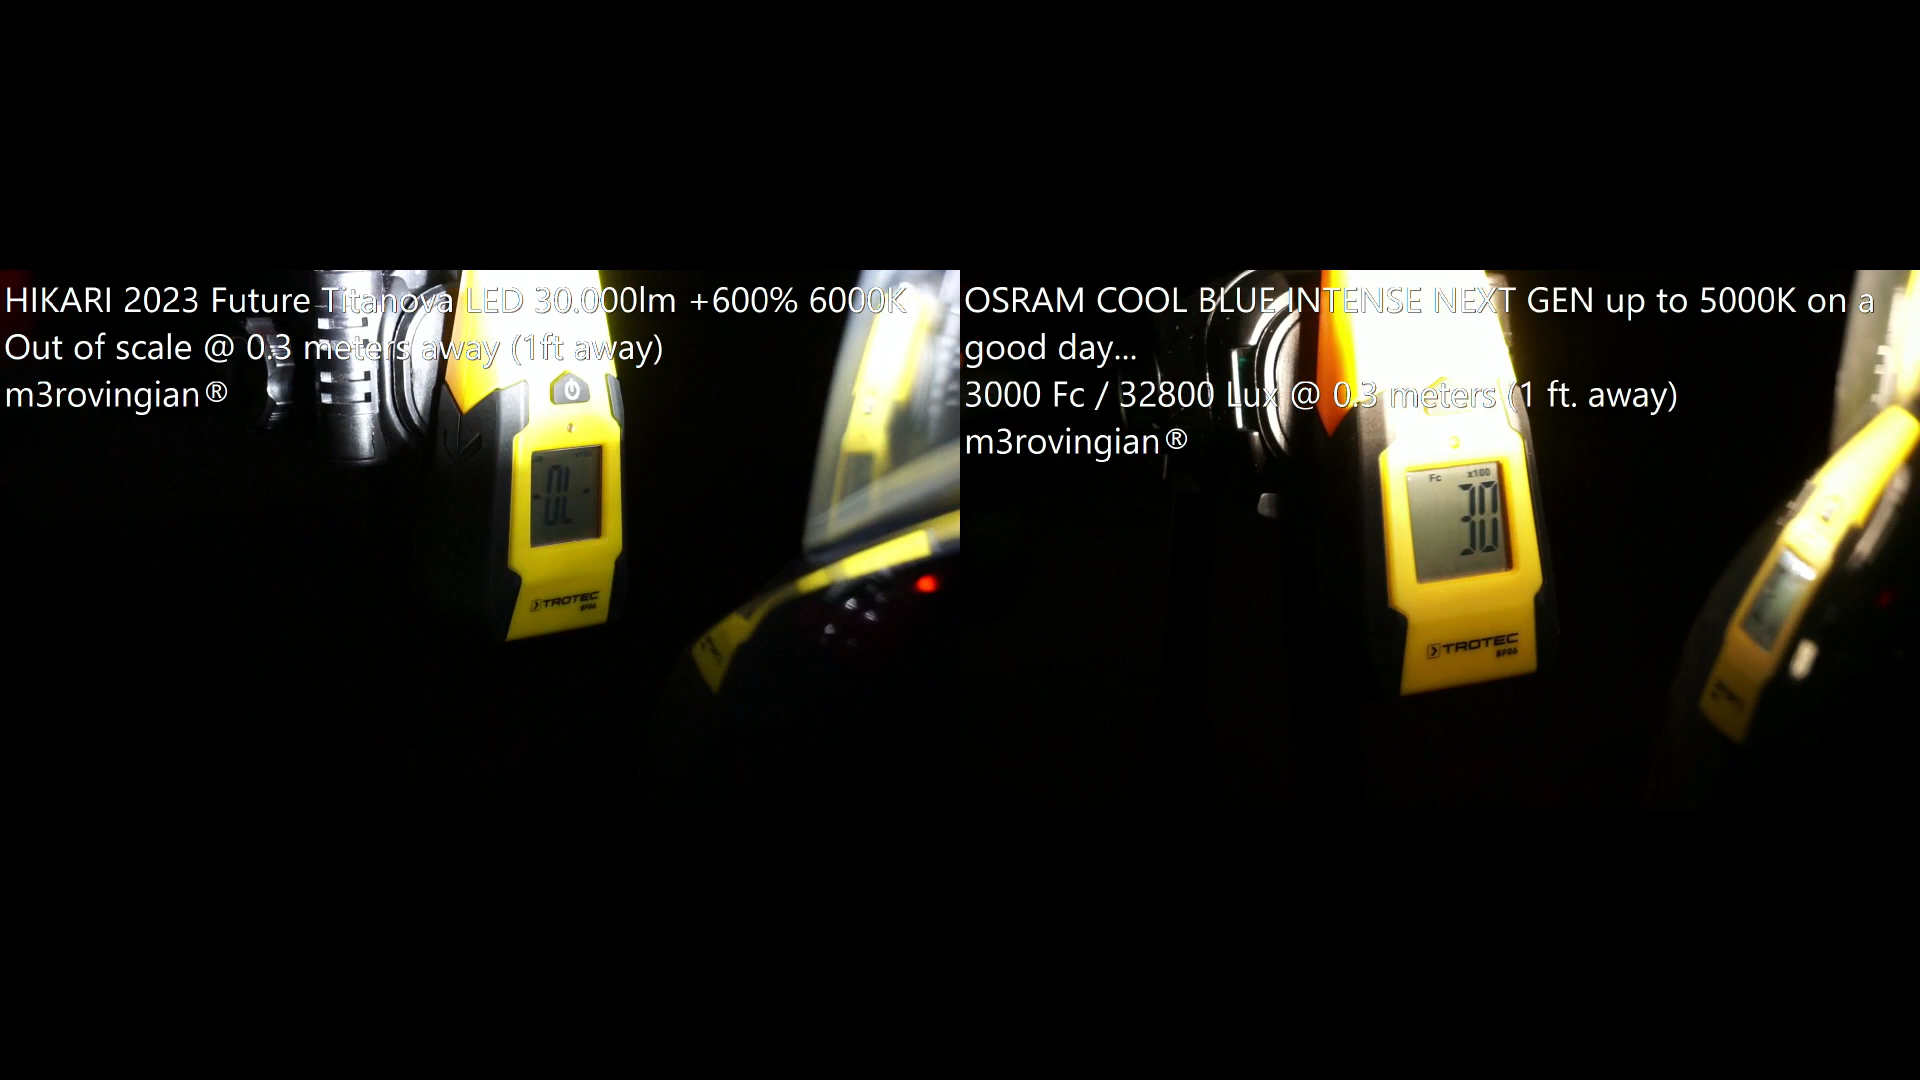 HIKARI 2023 Future Titanova LED 30.000lm +600% 6000K
Out of scale @ 0.3 meters away (1ft away)
m3rovingian®
OL
TROTEC
BF06
OSRAM COOL BLUE INTENSE NEXT GEN up to 5000K on a
good day...
3000 Fc / 32800 Lux @ 0.3 meters (1 ft. away)
m3rovingian®
Fc x100
30
TROTEC
BF06